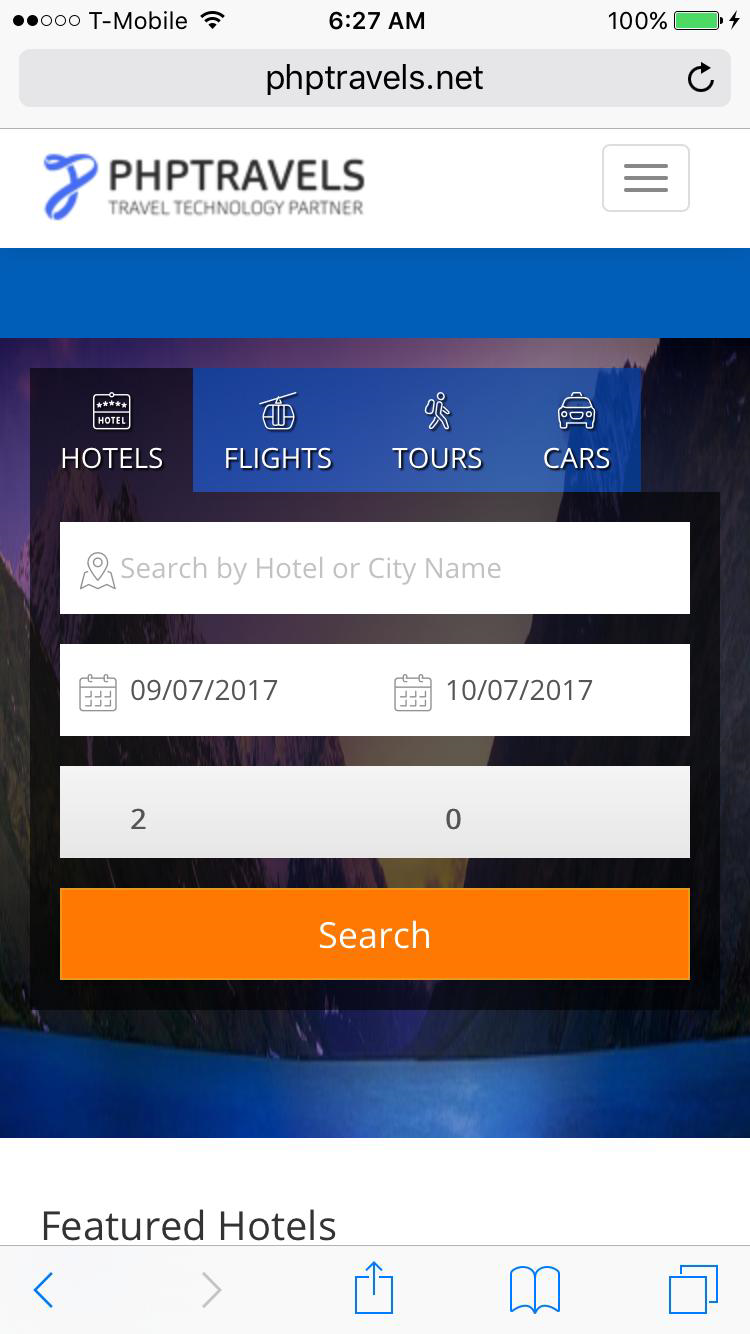 T-Mobile 6:27 AM 100%
phptravels.net
PHPTRAVELS
TRAVEL TECHNOLOGY PARTNER
HOTEL
HOTELS FLIGHTS TOURS CARS
Search by Hotel or City Name
09/07/2017 10/07/2017
2 0
Search
Featured Hotels